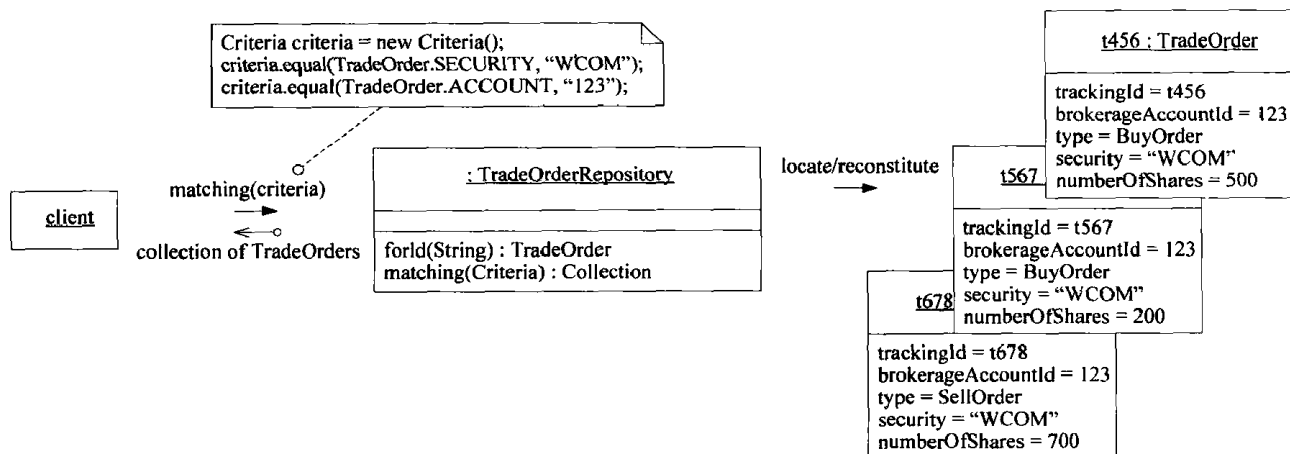 Criteria criteria = new Criteria();
criteria.equal(TradeOrder.SECURITY, “WCOM”);
criteria.equal(TradeOrder.ACCOUNT, “123”);
client
matching(criteria)
collection of TradeOrders
: TradeOrderRepository
forId(String) : TradeOrder
matching(Criteria) : Collection
locate/reconstitute
t456 : TradeOrder
trackingId = t456
brokerageAccountId = 123
type = BuyOrder
security = “WCOM”
numberOfShares = 500
t567
trackingId = t567
brokerageAccountId = 123
type = BuyOrder
security = “WCOM”
numberOfShares = 200
t678
trackingId = t678
brokerageAccountId = 123
type = SellOrder
security = “WCOM”
numberOfShares = 700